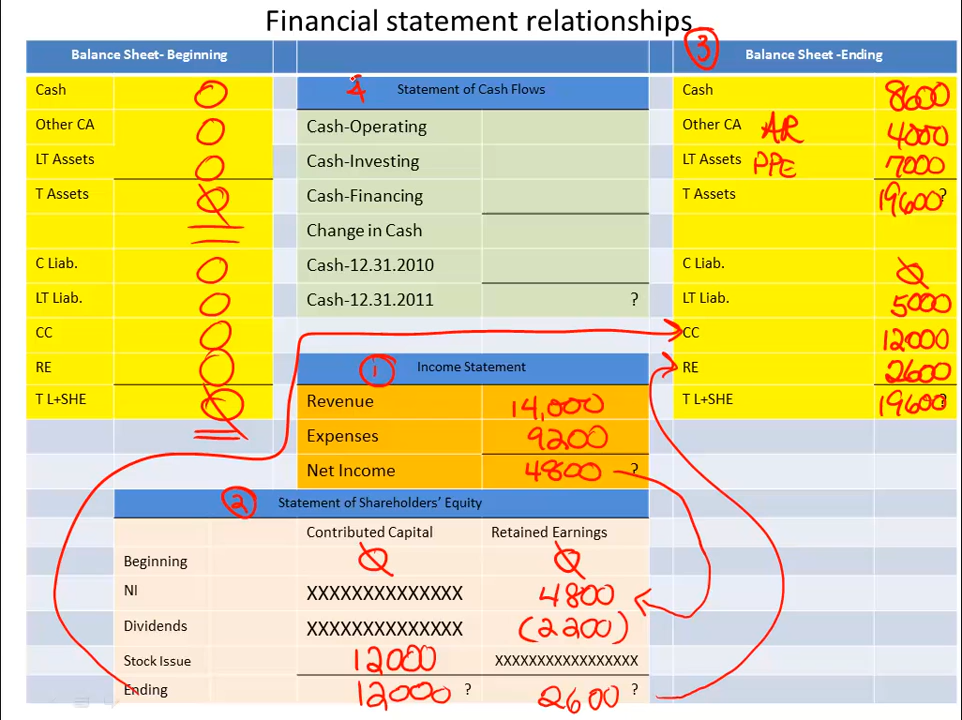 Financial statement relationships
Balance Sheet- Beginning
Cash 0
Other CA 0
LT Assets 0
T Assets 0
C Liab. 0
LT Liab. 0
CC 0
RE 0
T L+SHE 0
4 Statement of Cash Flows
Cash-Operating
Cash-Investing
Cash-Financing
Change in Cash
Cash-12.31.2010
Cash-12.31.2011 ?
1 Income Statement
Revenue 14,000
Expenses 9200
Net Income 4800 ?
2 Statement of Shareholders' Equity
Contributed Capital Retained Earnings
Beginning 0 0
NI XXXXXXXXXXXXXX 4800
Dividends XXXXXXXXXXXXXX (2200)
Stock Issue 12000 XXXXXXXXXXXXXXXXX
Ending 12000 ? 2600 ?
3 Balance Sheet -Ending
Cash 8600
Other CA AR 4000
LT Assets PPE 7000
T Assets 19600 ?
C Liab. 0
LT Liab. 5000
CC 12000
RE 2600
T L+SHE 19600 ?